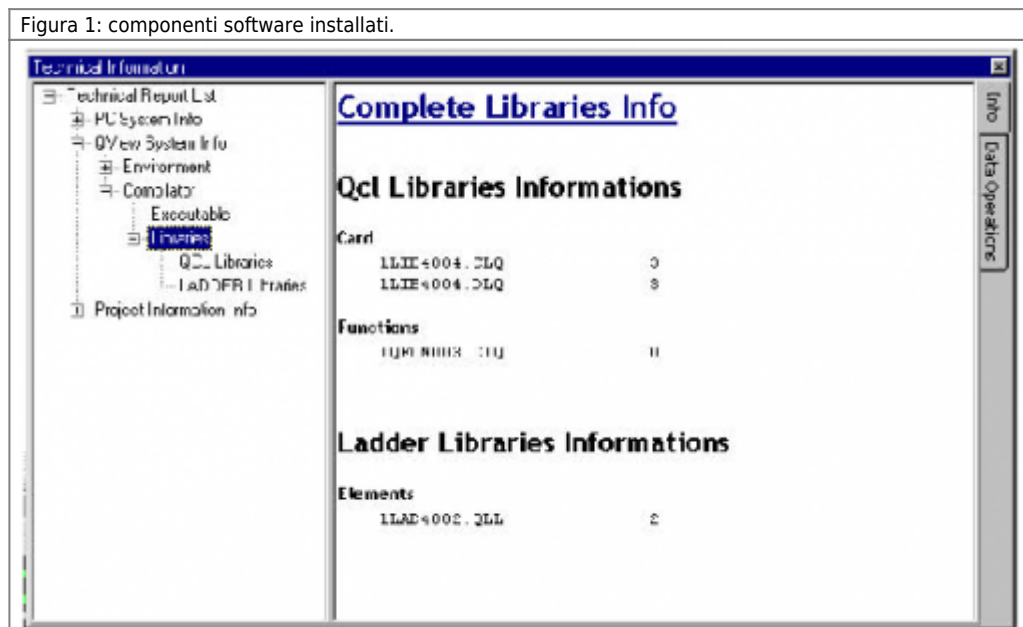 Figura 1: componenti software installati.
Technical Information
Technical Report List
PC System Info
QView System Info
Environment
Compilator
Executable
Libraries
QCL Libraries
LADDER Libraries
Project Information Info
Complete Libraries Info
Qcl Libraries Informations
Card
Functions
Ladder Libraries Informations
Elements
Info
Data Operations